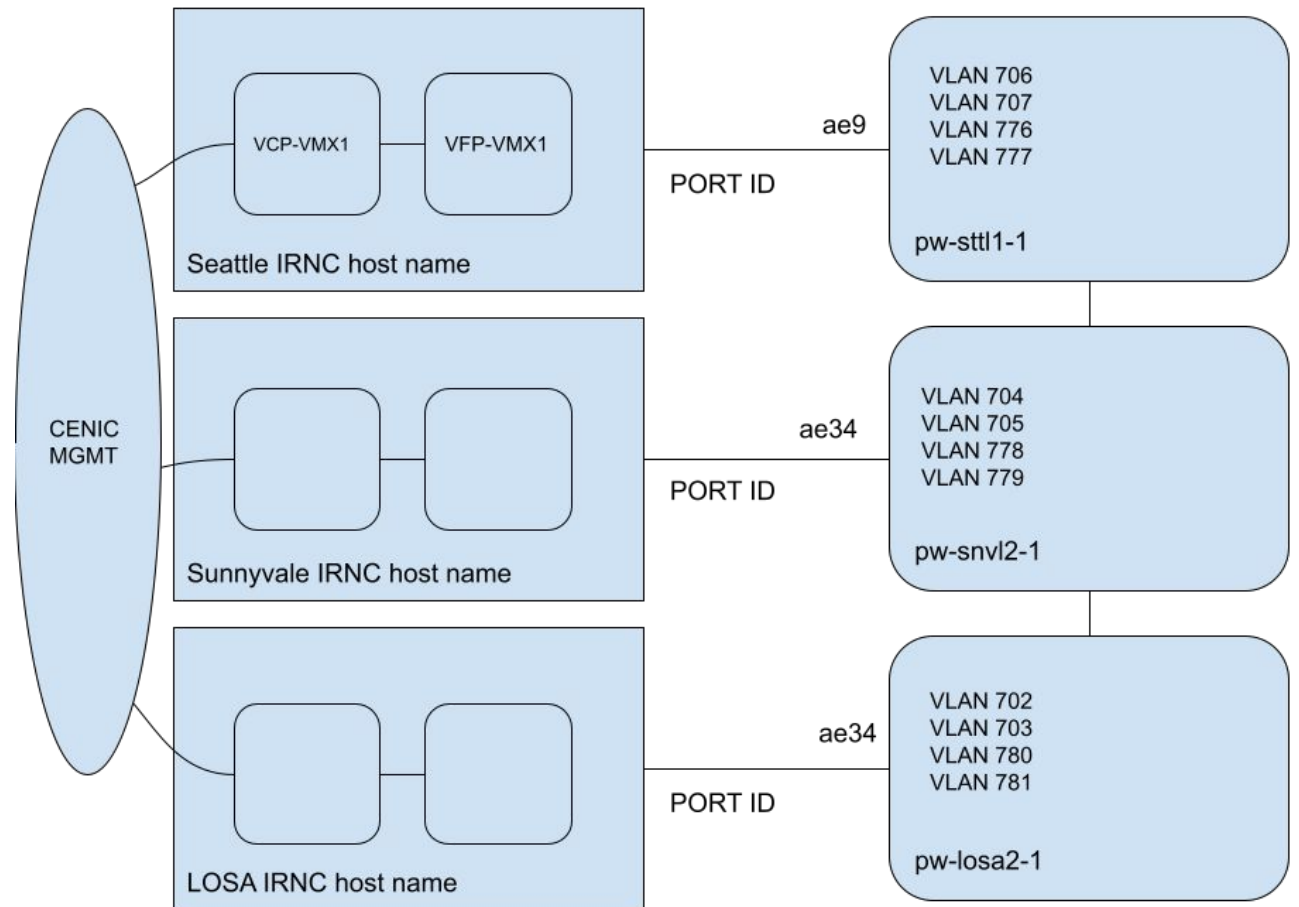 CENIC
MGMT
VCP-VMX1
VFP-VMX1
Seattle IRNC host name
ae9
PORT ID
VLAN 706
VLAN 707
VLAN 776
VLAN 777
pw-sttl1-1
Sunnyvale IRNC host name
ae34
PORT ID
VLAN 704
VLAN 705
VLAN 778
VLAN 779
pw-snvl2-1
LOSA IRNC host name
ae34
PORT ID
VLAN 702
VLAN 703
VLAN 780
VLAN 781
pw-losa2-1